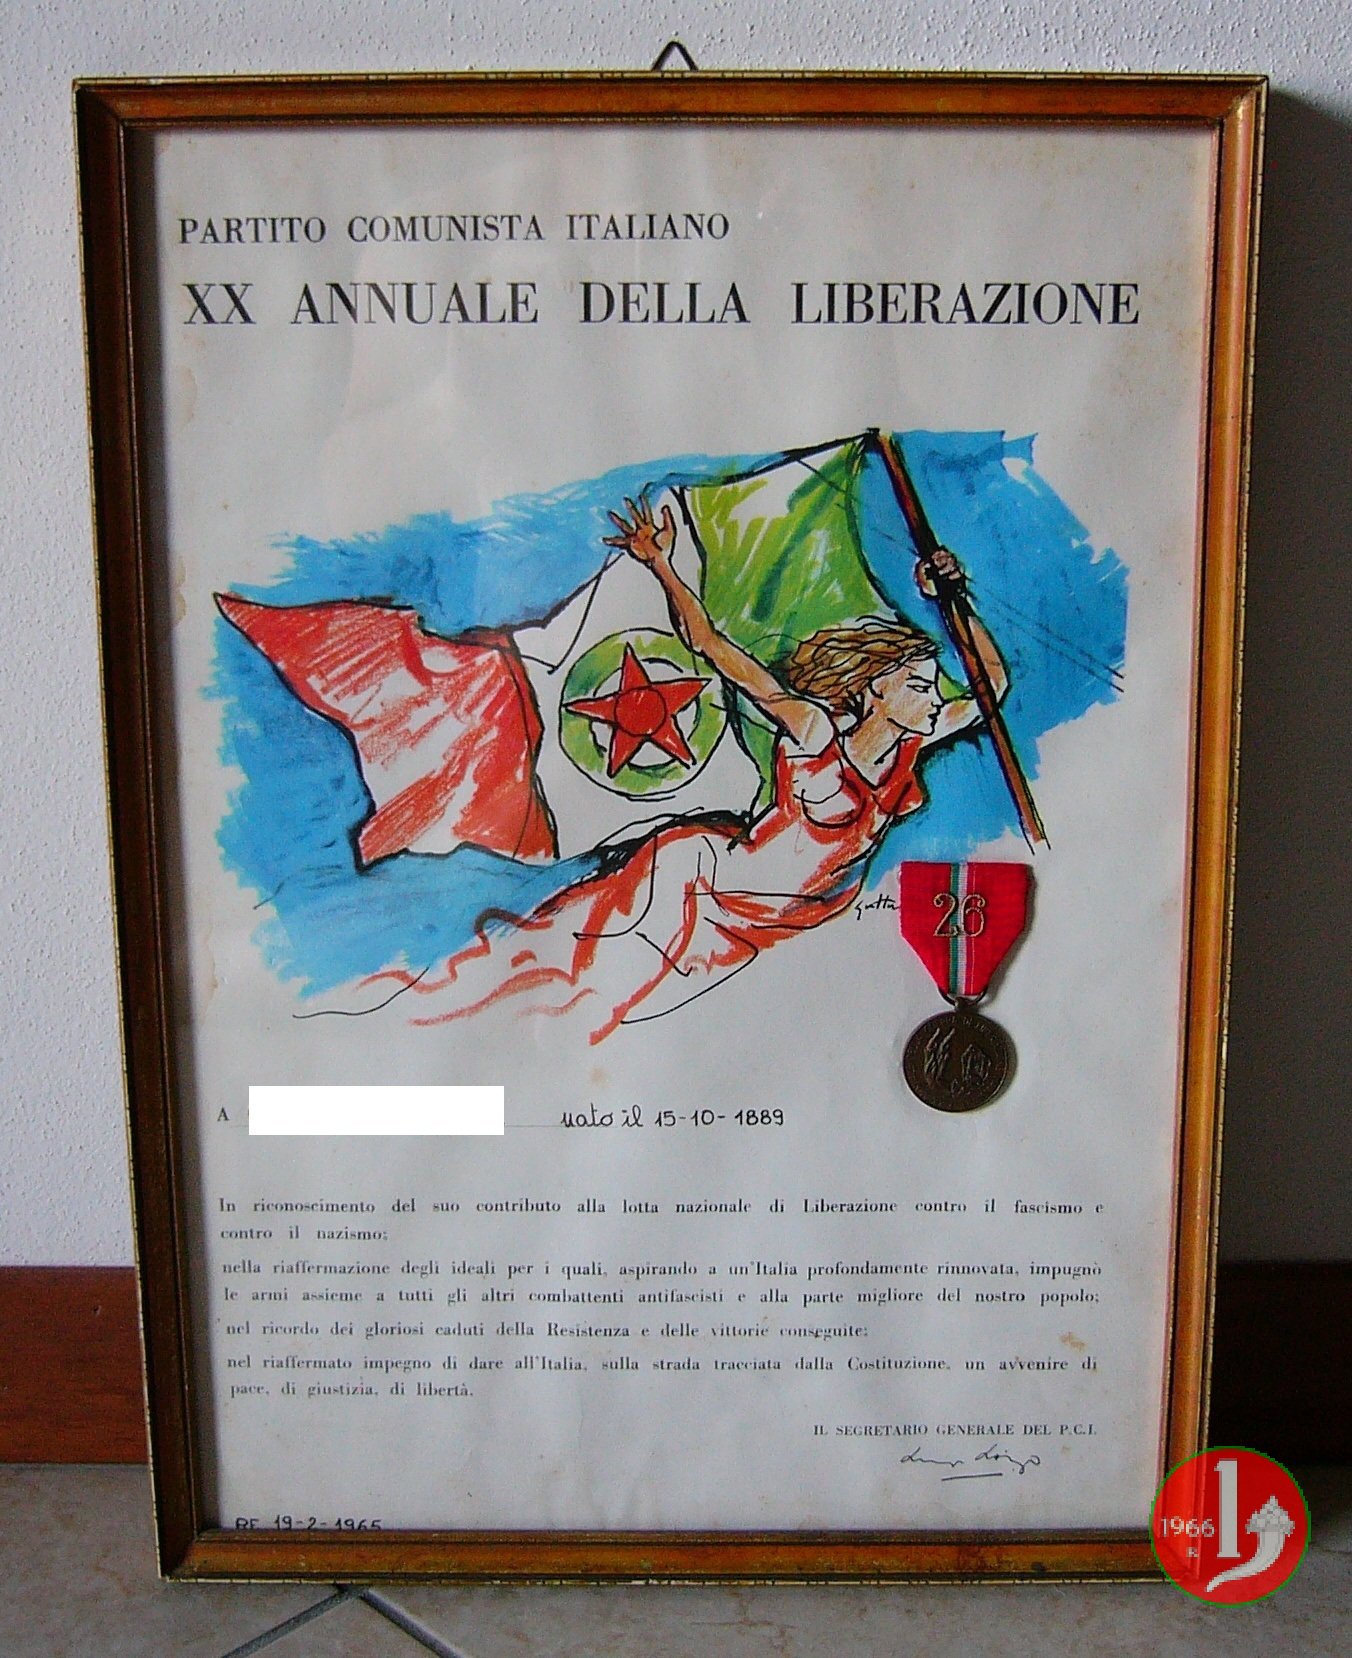 PARTITO COMUNISTA ITALIANO
XX ANNUALE DELLA LIBERAZIONE
26
A nato il 15-10-1889
In riconoscimento del suo contributo alla lotta nazionale di Liberazione contro il fascismo e
contro il nazismo;
nella riaffermazione degli ideali per i quali, aspirando a un'Italia profondamente rinnovata, impugnò
le armi assieme a tutti gli altri combattenti antifascisti e alla parte migliore del nostro popolo;
nel ricordo dei gloriosi caduti della Resistenza e delle vittorie conseguite;
nel riaffermato impegno di dare all'Italia, sulla strada tracciata dalla Costituzione, un avvenire di
pace, di giustizia, di libertà.
IL SEGRETARIO GENERALE DEL P.C.I.
RE 19-2-1965
1966 1
R